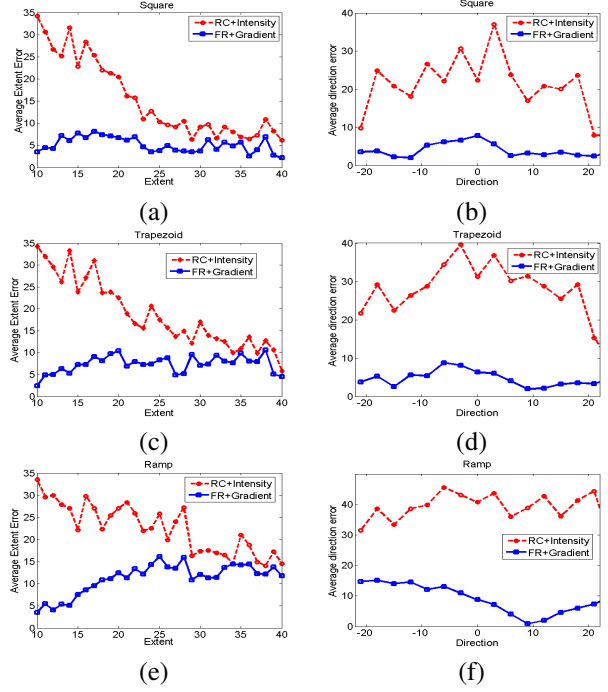 Square
Average Extent Error
35
30
25
20
15
10
5
0
RC+Intensity
FR+Gradient
10 15 20 25 30 35 40
Extent
(a)
Square
Average direction error
40
30
20
10
0
RC+Intensity
FR+Gradient
-20 -10 0 10 20
Direction
(b)
Trapezoid
Average Extent Error
35
30
25
20
15
10
5
0
RC+Intensity
FR+Gradient
10 15 20 25 30 35 40
Extent
(c)
Trapezoid
Average direction error
40
30
20
10
0
RC+Intensity
FR+Gradient
-20 -10 0 10 20
Direction
(d)
Ramp
Average Extent Error
35
30
25
20
15
10
5
0
RC+Intensity
FR+Gradient
10 15 20 25 30 35 40
Extent
(e)
Ramp
Average direction error
50
40
30
20
10
0
RC+Intensity
FR+Gradient
-20 -10 0 10 20
Direction
(f)